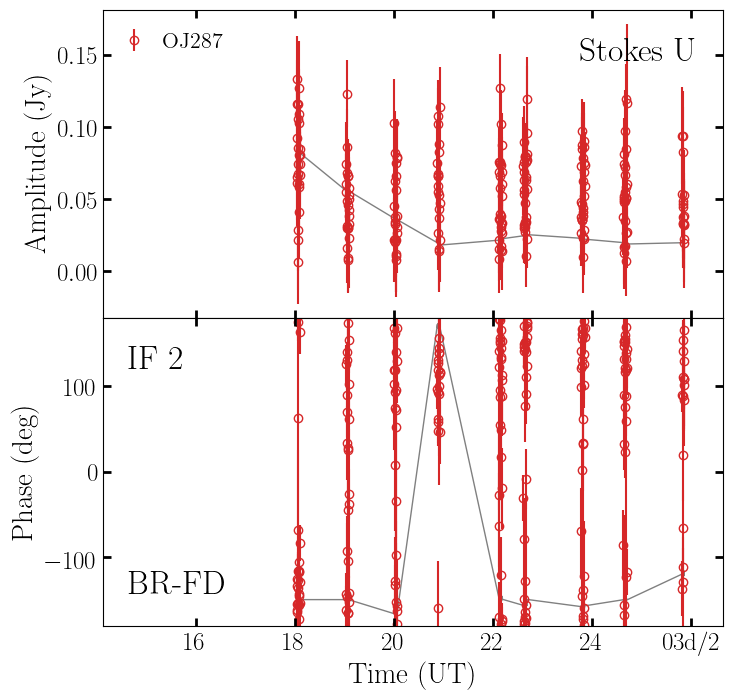 OJ287
Stokes U
0.15
0.10
0.05
0.00
Amplitude (Jy)
IF 2
100
0
−100
Phase (deg)
BR-FD
16
18
20
22
24
03d/2
Time (UT)